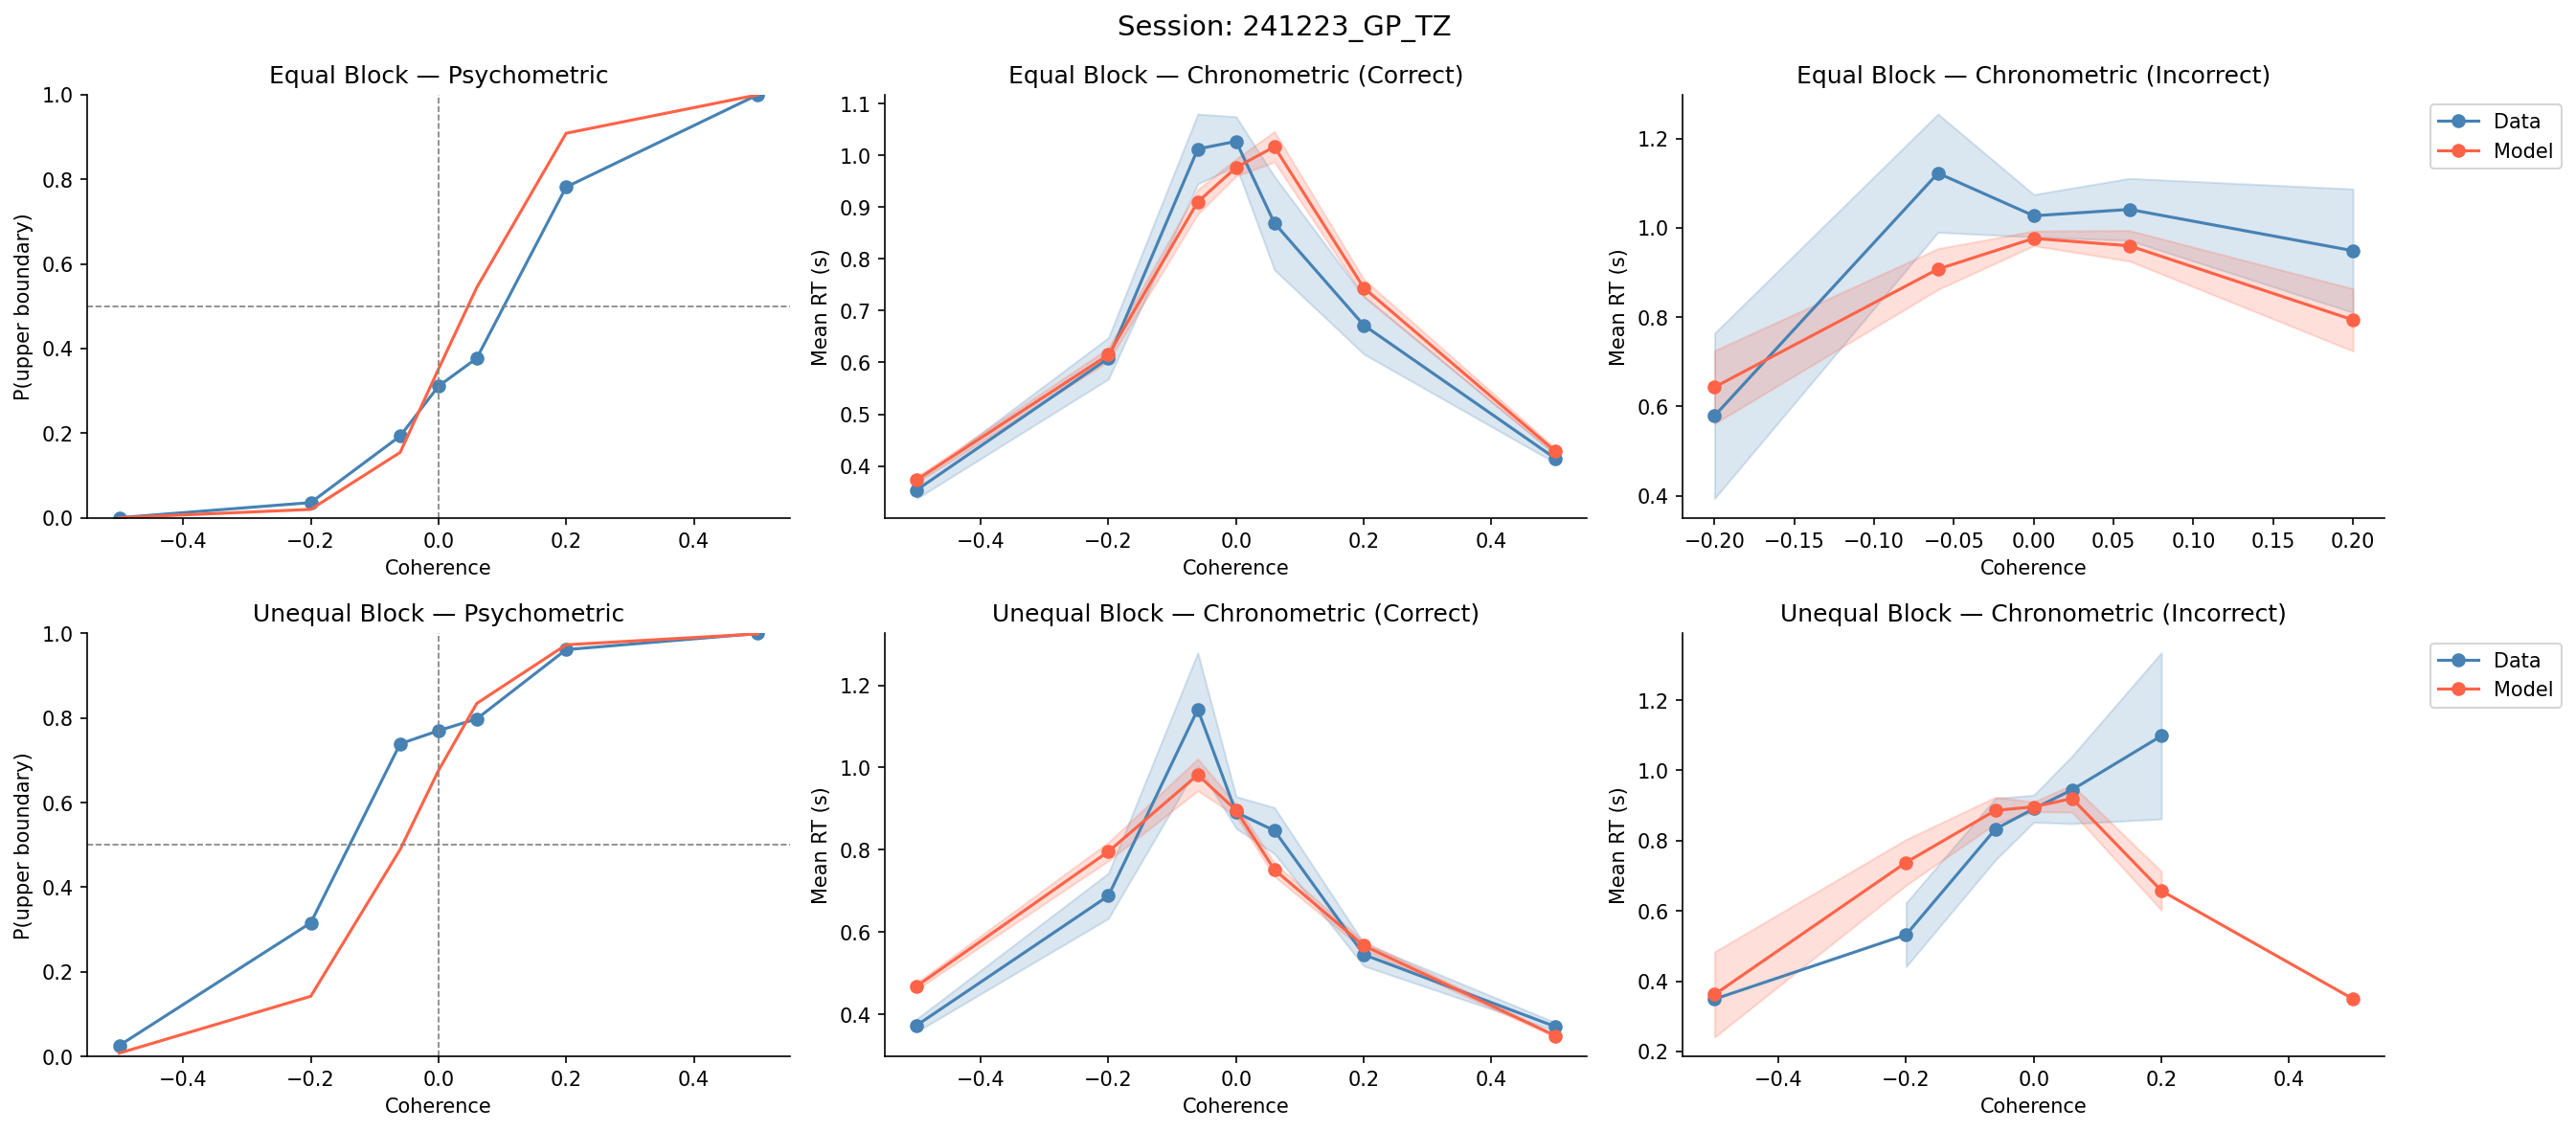 Session: 241223_GP_TZ
Equal Block — Psychometric
P(upper boundary)
1.0
0.8
0.6
0.4
0.2
0.0
−0.4 −0.2 0.0 0.2 0.4
Coherence
Equal Block — Chronometric (Correct)
Mean RT (s)
1.1
1.0
0.9
0.8
0.7
0.6
0.5
0.4
−0.4 −0.2 0.0 0.2 0.4
Coherence
Equal Block — Chronometric (Incorrect)
Mean RT (s)
1.2
1.0
0.8
0.6
0.4
−0.20 −0.15 −0.10 −0.05 0.00 0.05 0.10 0.15 0.20
Coherence
Data
Model
Unequal Block — Psychometric
P(upper boundary)
1.0
0.8
0.6
0.4
0.2
0.0
−0.4 −0.2 0.0 0.2 0.4
Coherence
Unequal Block — Chronometric (Correct)
Mean RT (s)
1.2
1.0
0.8
0.6
0.4
−0.4 −0.2 0.0 0.2 0.4
Coherence
Unequal Block — Chronometric (Incorrect)
Mean RT (s)
1.2
1.0
0.8
0.6
0.4
0.2
−0.4 −0.2 0.0 0.2 0.4
Coherence
Data
Model